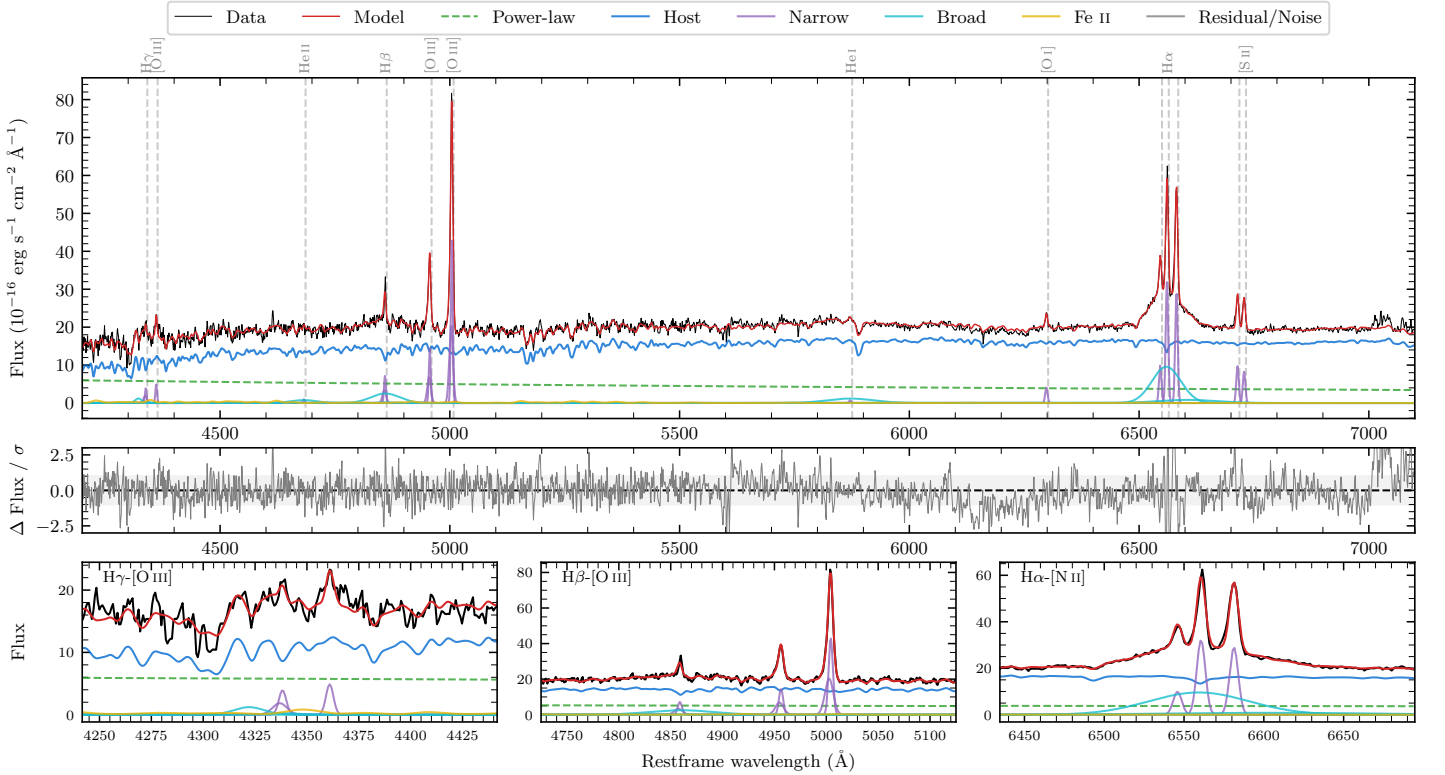 Data Model Power-law Host Narrow Broad Fe II Residual/Noise
Hγ [O III] He II Hβ [O III] [O III] He I [O I] Hα [S II]
Flux (10⁻¹⁶ erg s⁻¹ cm⁻² Å⁻¹)
80
70
60
50
40
30
20
10
0
4500 5000 5500 6000 6500 7000
Δ Flux / σ
2.5
0.0
−2.5
4500 5000 5500 6000 6500 7000
Flux
Hγ-[O III]
20
10
0
4250 4275 4300 4325 4350 4375 4400 4425
Hβ-[O III]
80
60
40
20
0
4750 4800 4850 4900 4950 5000 5050 5100
Hα-[N II]
60
40
20
0
6450 6500 6550 6600 6650
Restframe wavelength (Å)